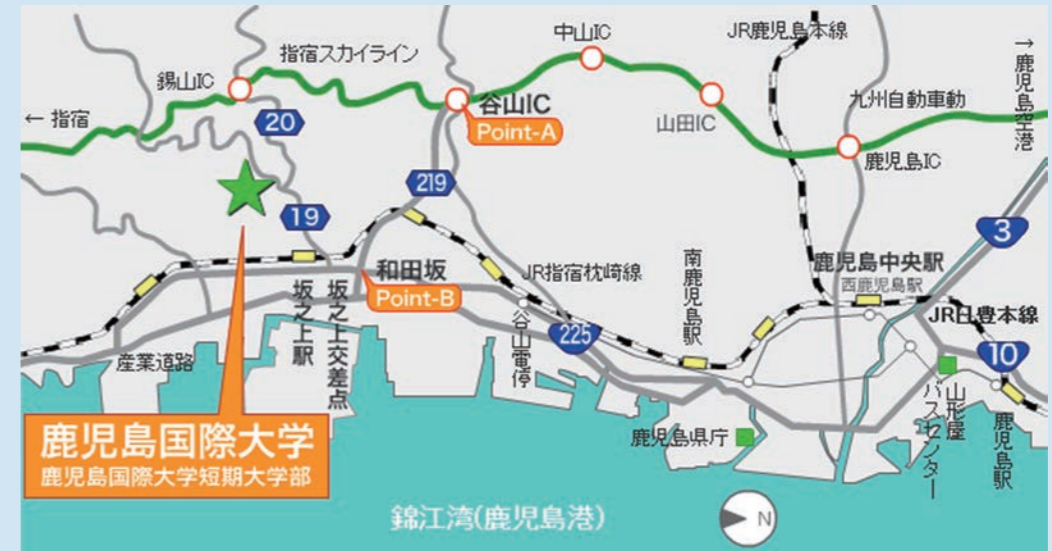 JR鹿児島本線
中山IC
指宿スカイライン
錫山IC
谷山IC
Point-A
山田IC
九州自動車動
→鹿児島空港
← 指宿
20
鹿児島IC
219
19
3
和田坂
Point-B
JR指宿枕崎線
南鹿児島駅
鹿児島中央駅
西鹿児島駅
JR日豊本線
坂之上駅
坂之上交差点
谷山電停
225
10
産業道路
山形屋バスセンター
鹿児島駅
鹿児島県庁
鹿児島国際大学
鹿児島国際大学短期大学部
錦江湾(鹿児島港)
N